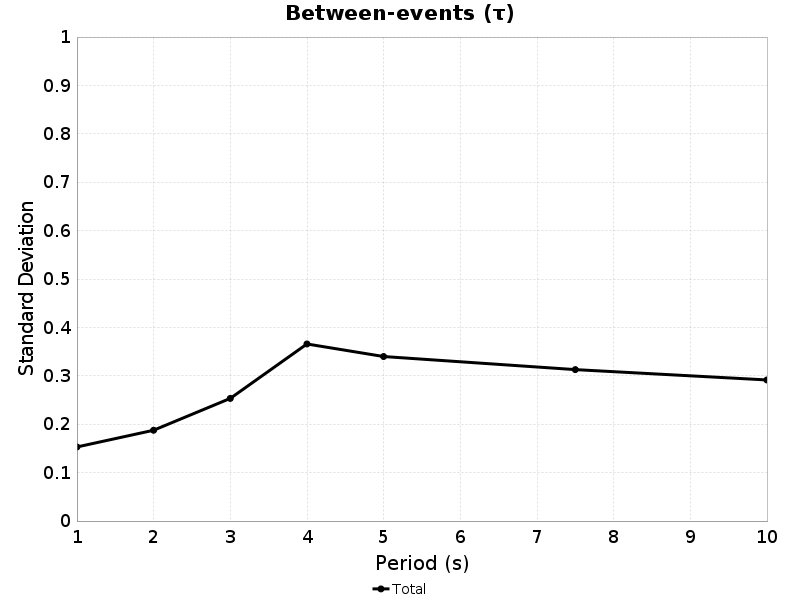 Between-events (τ)
1
0.9
0.8
0.7
0.6
0.5
0.4
0.3
0.2
0.1
0
Standard Deviation
1 2 3 4 5 6 7 8 9 10
Period (s)
Total